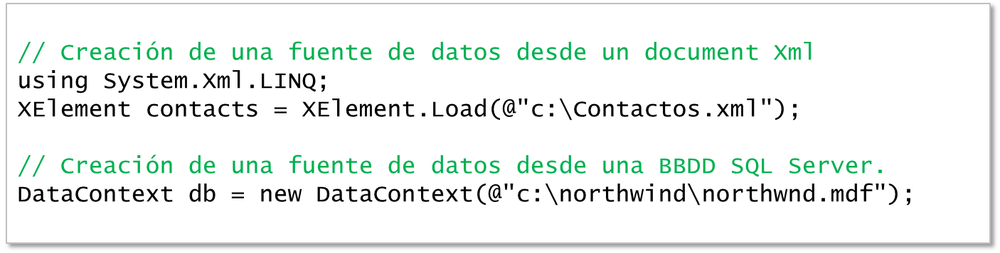 // Creación de una fuente de datos desde un document Xml
using System.Xml.LINQ;
XElement contacts = XElement.Load(@"c:\Contactos.xml");
// Creación de una fuente de datos desde una BBDD SQL Server.
DataContext db = new DataContext(@"c:\northwind\northwnd.mdf");